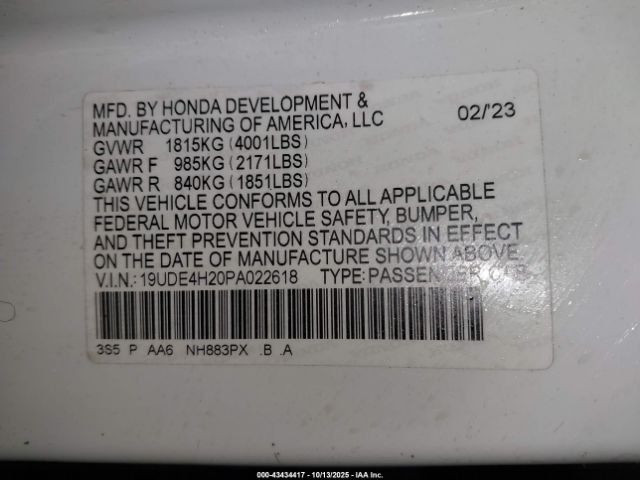 MFD. BY HONDA DEVELOPMENT & MANUFACTURING OF AMERICA, LLC 02/'23
GVWR 1815KG (4001LBS)
GAWR F 985KG (2171LBS)
GAWR R 840KG (1851LBS)
THIS VEHICLE CONFORMS TO ALL APPLICABLE
FEDERAL MOTOR VEHICLE SAFETY, BUMPER,
AND THEFT PREVENTION STANDARDS IN EFFECT
ON THE DATE OF MANUFACTURE SHOWN ABOVE.
V.I.N.: 19UDE4H20PA022618 TYPE: PASSENGER CAR
3S5 P AA6 NH883PX .B .A
000-43434417 - 10/13/2025 - IAA Inc.